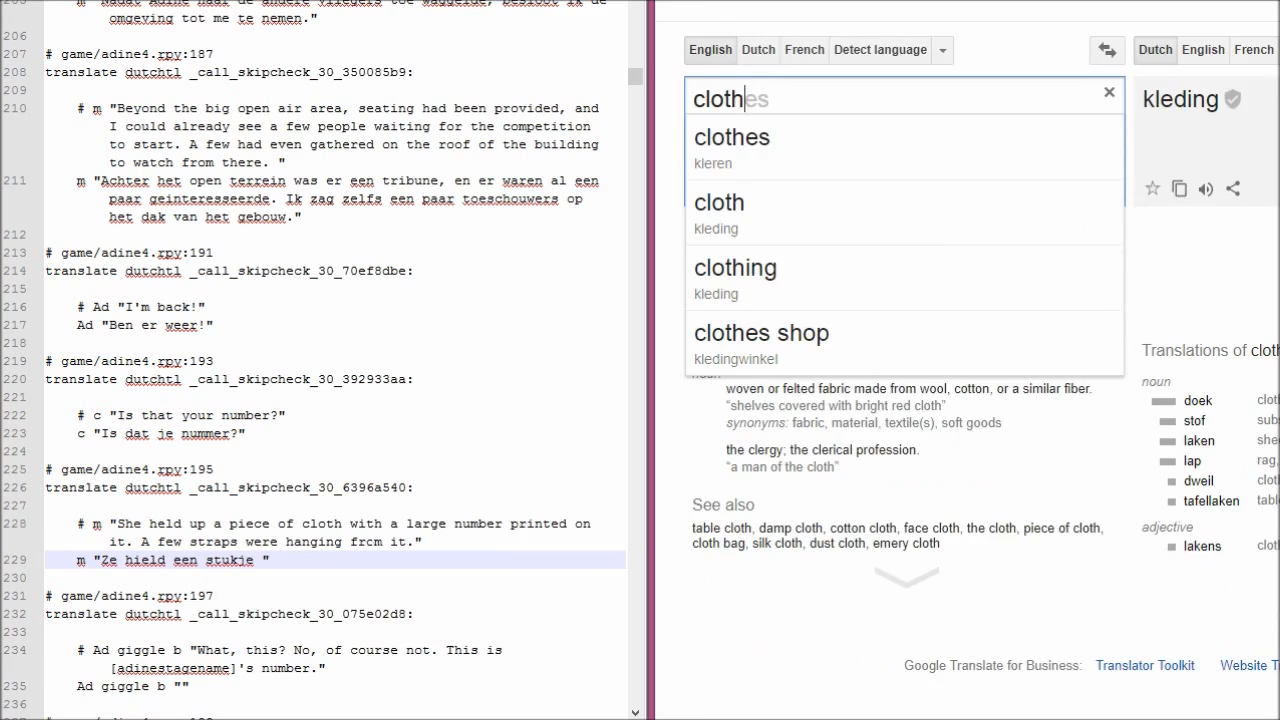 m "Nadat Adine naar de andere vliegers toe waggelde, besloot ik de
omgeving tot me te nemen."
206
207 # game/adine4.rpy:187
208 translate dutchtl _call_skipcheck_30_350085b9:
209
210 # m "Beyond the big open air area, seating had been provided, and
I could already see a few people waiting for the competition
to start. A few had even gathered on the roof of the building
to watch from there. "
211 m "Achter het open terrein was er een tribune, en er waren al een
paar geinteresseerde. Ik zag zelfs een paar toeschouwers op
het dak van het gebouw."
212
213 # game/adine4.rpy:191
214 translate dutchtl _call_skipcheck_30_70ef8dbe:
215
216 # Ad "I'm back!"
217 Ad "Ben er weer!"
218
219 # game/adine4.rpy:193
220 translate dutchtl _call_skipcheck_30_392933aa:
221
222 # c "Is that your number?"
223 c "Is dat je nummer?"
224
225 # game/adine4.rpy:195
226 translate dutchtl _call_skipcheck_30_6396a540:
227
228 # m "She held up a piece of cloth with a large number printed on
it. A few straps were hanging from it."
229 m "Ze hield een stukje "
230
231 # game/adine4.rpy:197
232 translate dutchtl _call_skipcheck_30_075e02d8:
233
234 # Ad giggle b "What, this? No, of course not. This is
[adinestagename]'s number."
235 Ad giggle b ""
236
English Dutch French Detect language
Dutch English French
clothes
kleding
clothes
kleren
cloth
kleding
clothing
kleding
clothes shop
kledingwinkel
woven or felted fabric made from wool, cotton, or a similar fiber.
"shelves covered with bright red cloth"
synonyms: fabric, material, textile(s), soft goods
the clergy; the clerical profession.
"a man of the cloth"
See also
table cloth, damp cloth, cotton cloth, face cloth, the cloth, piece of cloth,
cloth bag, silk cloth, dust cloth, emery cloth
Translations of cloth
noun
doek cloth
stof
laken
lap rag,
dweil
tafellaken
adjective
lakens
Google Translate for Business: Translator Toolkit Website T